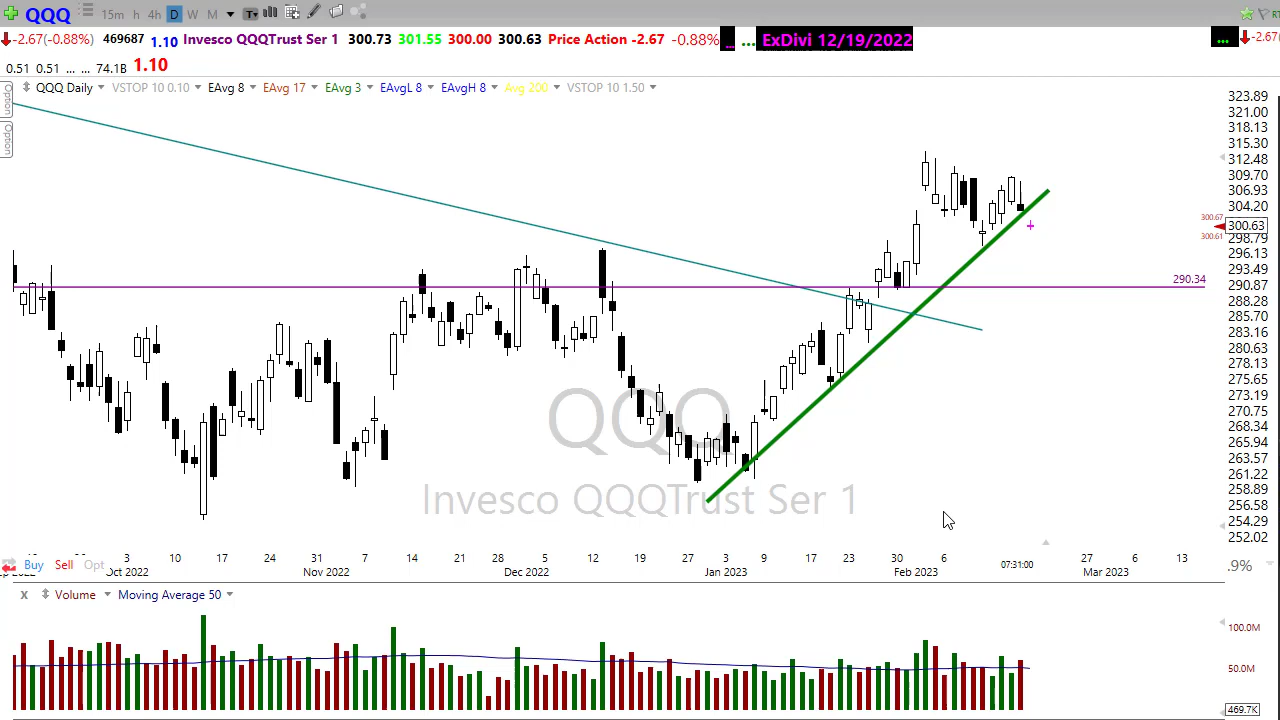 QQQ 15m h 4h D W M T
-2.67(-0.88%) 469687 1.10 Invesco QQQTrust Ser 1 300.73 301.55 300.00 300.63 Price Action -2.67 -0.88% ... ... ExDivi 12/19/2022 ... -2.67(
0.51 0.51 ... ... 74.1B 1.10
QQQ Daily VSTOP 10 0.10 EAvg 8 EAvg 17 EAvg 3 EAvgL 8 EAvgH 8 Avg 200 VSTOP 10 1.50
Option
Option
323.89
321.00
318.13
315.30
312.48
309.70
306.93
304.20
300.67
300.63
300.61
298.79
296.13
293.49
290.34
290.87
288.28
285.70
283.16
280.63
278.13
275.65
273.19
270.75
268.34
265.94
263.57
261.22
258.89
256.58
254.29
252.02
QQQ
Invesco QQQTrust Ser 1
3 10 17 24 31 7 14 21 28 5 12 19 27 3 9 17 23 30 6 27 6 13
Buy Sell Opt
Oct 2022 Nov 2022 Dec 2022 Jan 2023 Feb 2023 07:31:00 Mar 2023
.9%
x Volume Moving Average 50
100.0M
50.0M
469.7K